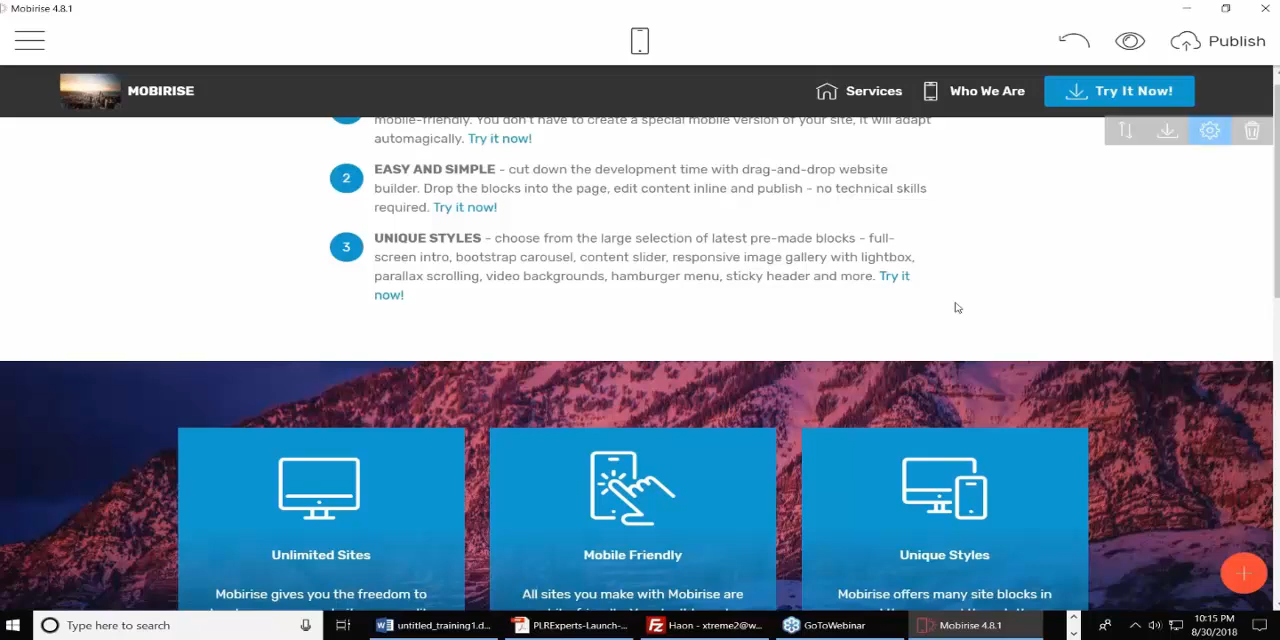 Mobirise 4.8.1
Publish
MOBIRISE
Services
Who We Are
Try It Now!
mobile-friendly. You don't have to create a special mobile version of your site, it will adapt
automagically. Try it now!
2
EASY AND SIMPLE - cut down the development time with drag-and-drop website
builder. Drop the blocks into the page, edit content inline and publish - no technical skills
required. Try it now!
3
UNIQUE STYLES - choose from the large selection of latest pre-made blocks - full-
screen intro, bootstrap carousel, content slider, responsive image gallery with lightbox,
parallax scrolling, video backgrounds, hamburger menu, sticky header and more. Try it
now!
Unlimited Sites
Mobirise gives you the freedom to
Mobile Friendly
All sites you make with Mobirise are
Unique Styles
Mobirise offers many site blocks in
Type here to search
untitled_training1.d...
PLRExperts-Launch-...
Haon - xtreme2@w...
GoToWebinar
Mobirise 4.8.1
10:15 PM
8/30/2018